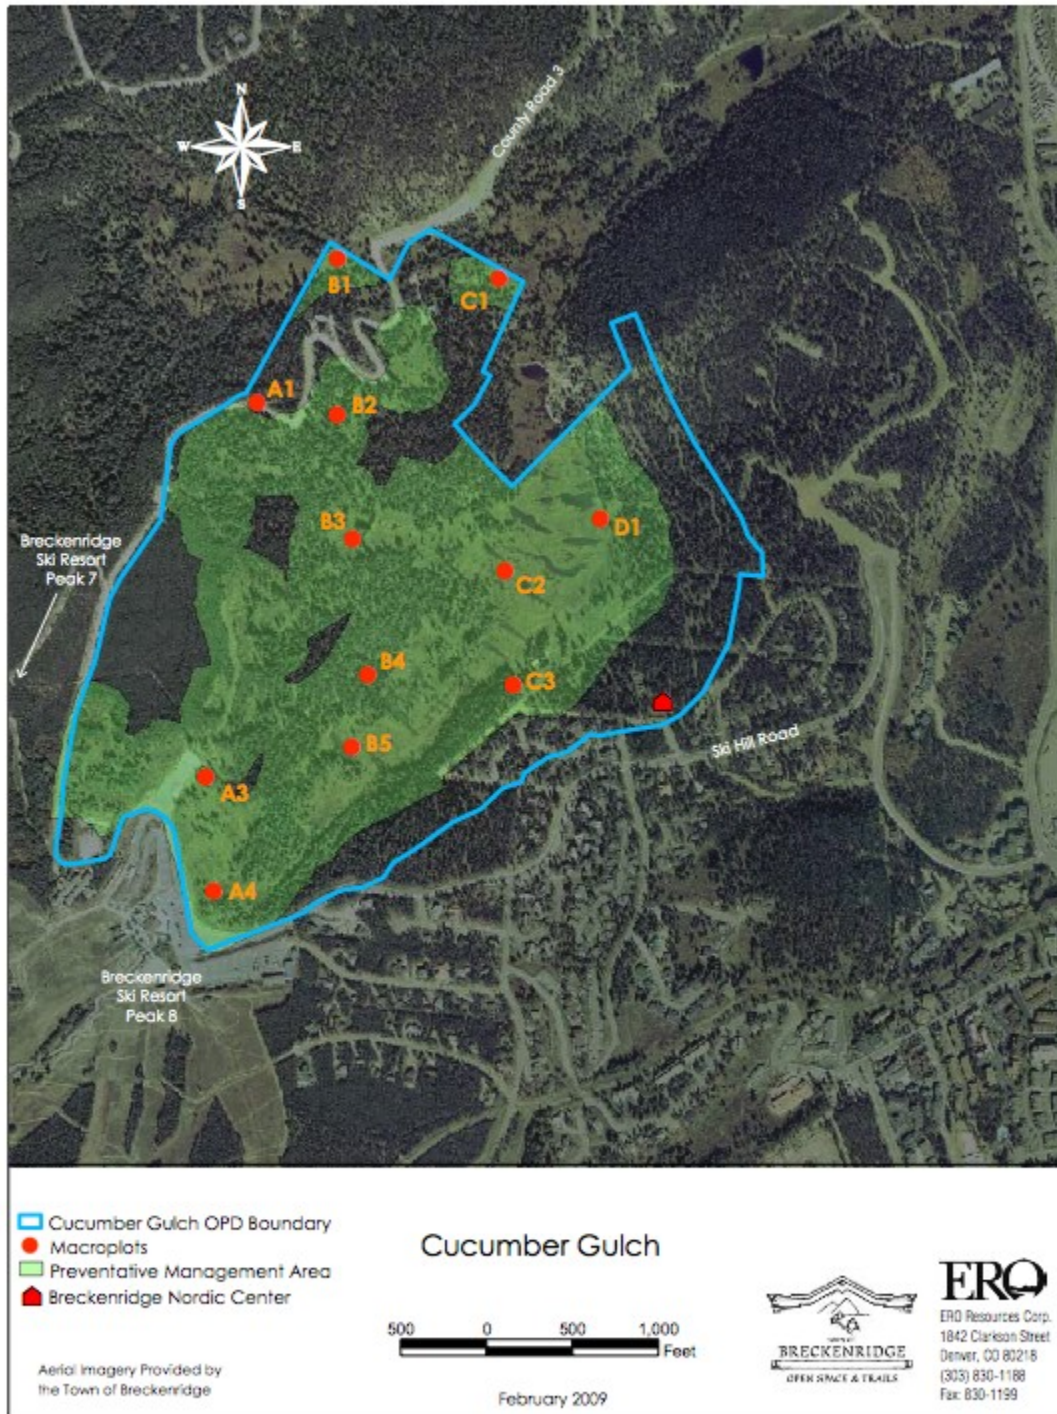 N
W E
S
County Road 3
B1
C1
A1
B2
B3
D1
Breckenridge
Ski Resort
Peak 7
C2
B4
C3
Ski Hill Road
B5
A3
A4
Breckenridge
Ski Resort
Peak 8
Cucumber Gulch OPD Boundary
Macroplots
Preventative Management Area
Breckenridge Nordic Center
Aerial Imagery Provided by
the Town of Breckenridge
Cucumber Gulch
500 0 500 1,000
Feet
February 2009
TOWN OF
BRECKENRIDGE
OPEN SPACE & TRAILS
ERO
ERO Resources Corp.
1842 Clarkson Street
Denver, CO 80218
(303) 830-1188
Fax: 830-1199